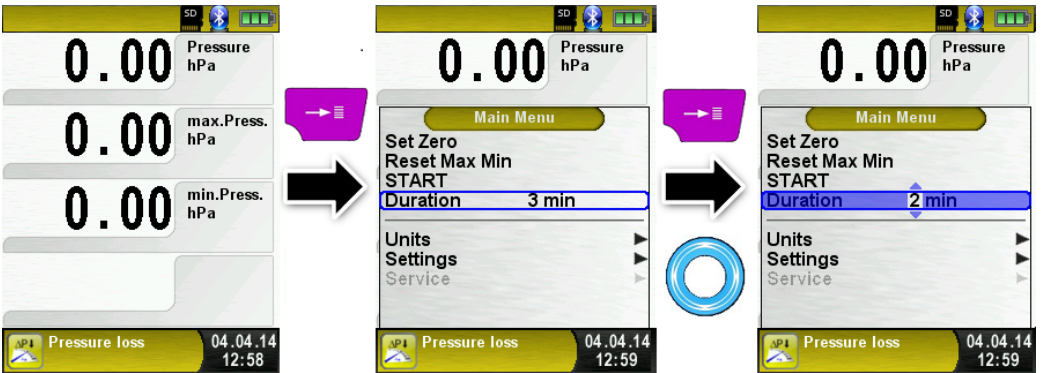 SD
0.00 Pressure
hPa
0.00 max.Press.
hPa
0.00 min.Press.
hPa
ΔP↓ Pressure loss 04.04.14
12:58
SD
0.00 Pressure
hPa
Main Menu
Set Zero
Reset Max Min
START
Duration 3 min
Units
Settings
Service
ΔP↓ Pressure loss 04.04.14
12:59
SD
0.00 Pressure
hPa
Main Menu
Set Zero
Reset Max Min
START
Duration 2 min
Units
Settings
Service
ΔP↓ Pressure loss 04.04.14
12:59